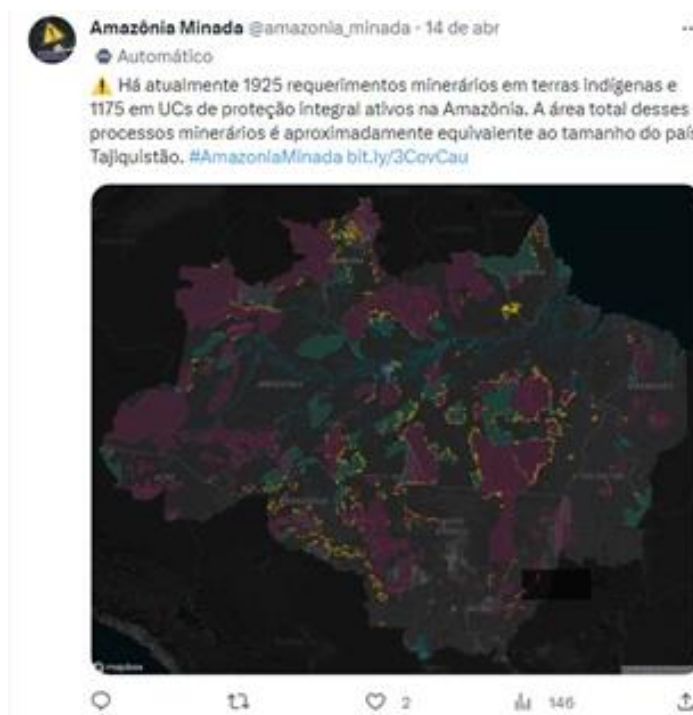 Amazônia Minada @amazonia_minada · 14 de abr
Automático
Há atualmente 1925 requerimentos minerários em terras indígenas e
1175 em UCs de proteção integral ativos na Amazônia. A área total desses
processos minerários é aproximadamente equivalente ao tamanho do país
Tajiquistão. #AmazoniaMinada bit.ly/3CovCau
mapbox
2
146